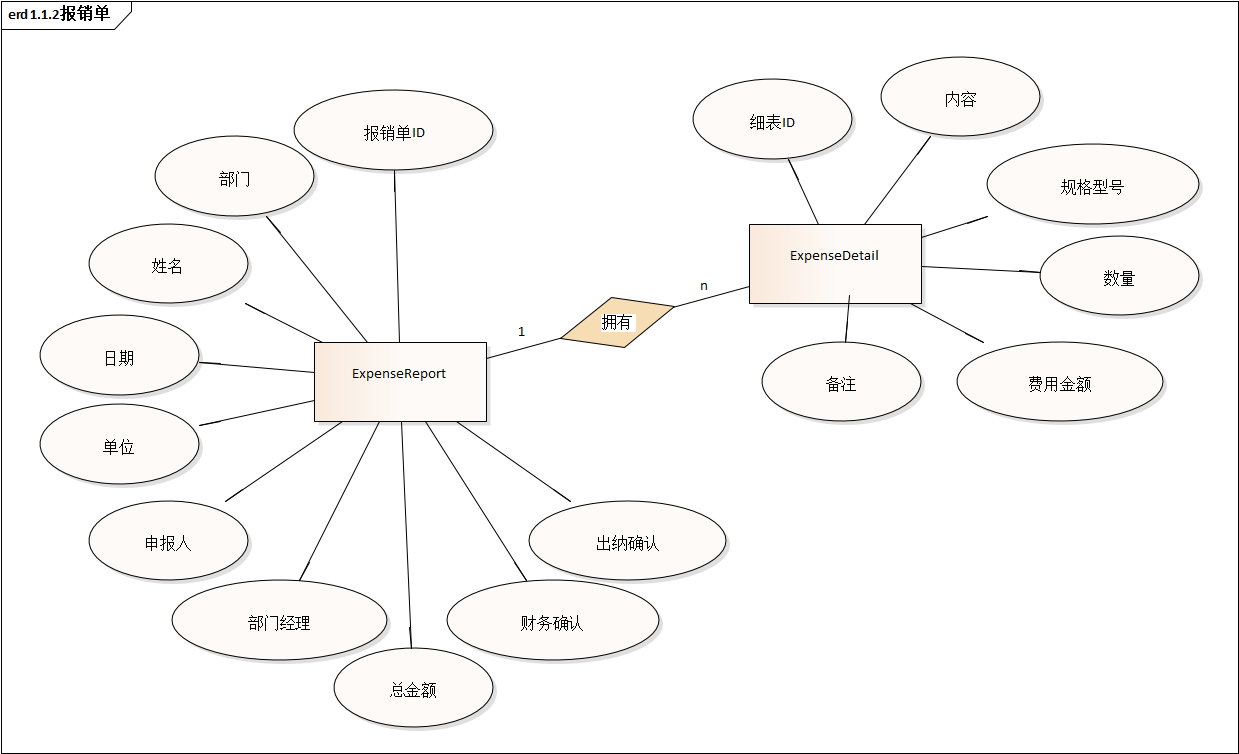 erd 1.1.2报销单
报销单ID
部门
姓名
日期
单位
申报人
部门经理
总金额
财务确认
出纳确认
ExpenseReport
1
拥有
n
ExpenseDetail
细表ID
内容
规格型号
数量
费用金额
备注